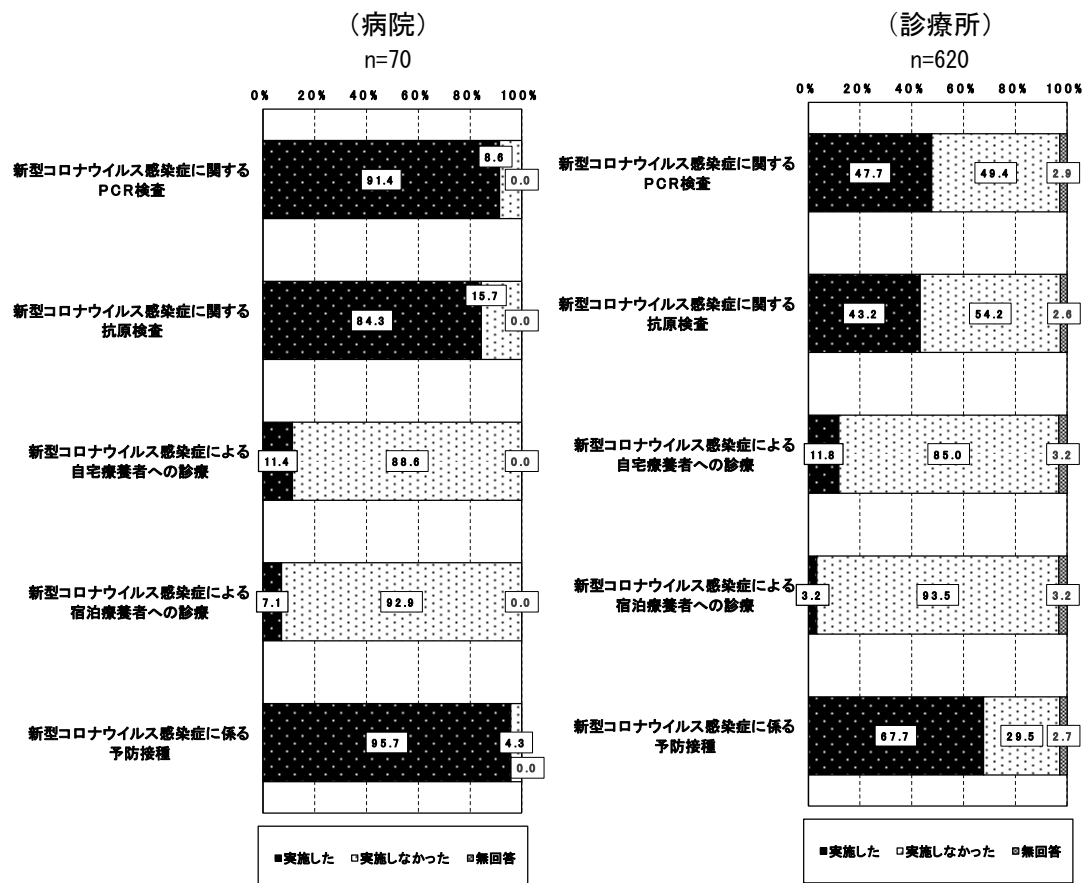 （病院）
n=70
0% 20% 40% 60% 80% 100%
新型コロナウイルス感染症に関する
PCR検査
91.4
8.6
0.0
新型コロナウイルス感染症に関する
抗原検査
84.3
15.7
0.0
新型コロナウイルス感染症による
自宅療養者への診療
11.4
88.6
0.0
新型コロナウイルス感染症による
宿泊療養者への診療
7.1
92.9
0.0
新型コロナウイルス感染症に係る
予防接種
95.7
4.3
0.0
■実施した □実施しなかった ▩無回答
（診療所）
n=620
0% 20% 40% 60% 80% 100%
新型コロナウイルス感染症に関する
PCR検査
47.7
49.4
2.9
新型コロナウイルス感染症に関する
抗原検査
43.2
54.2
2.6
新型コロナウイルス感染症による
自宅療養者への診療
11.8
85.0
3.2
新型コロナウイルス感染症による
宿泊療養者への診療
3.2
93.5
3.2
新型コロナウイルス感染症に係る
予防接種
67.7
29.5
2.7
■実施した □実施しなかった ▩無回答